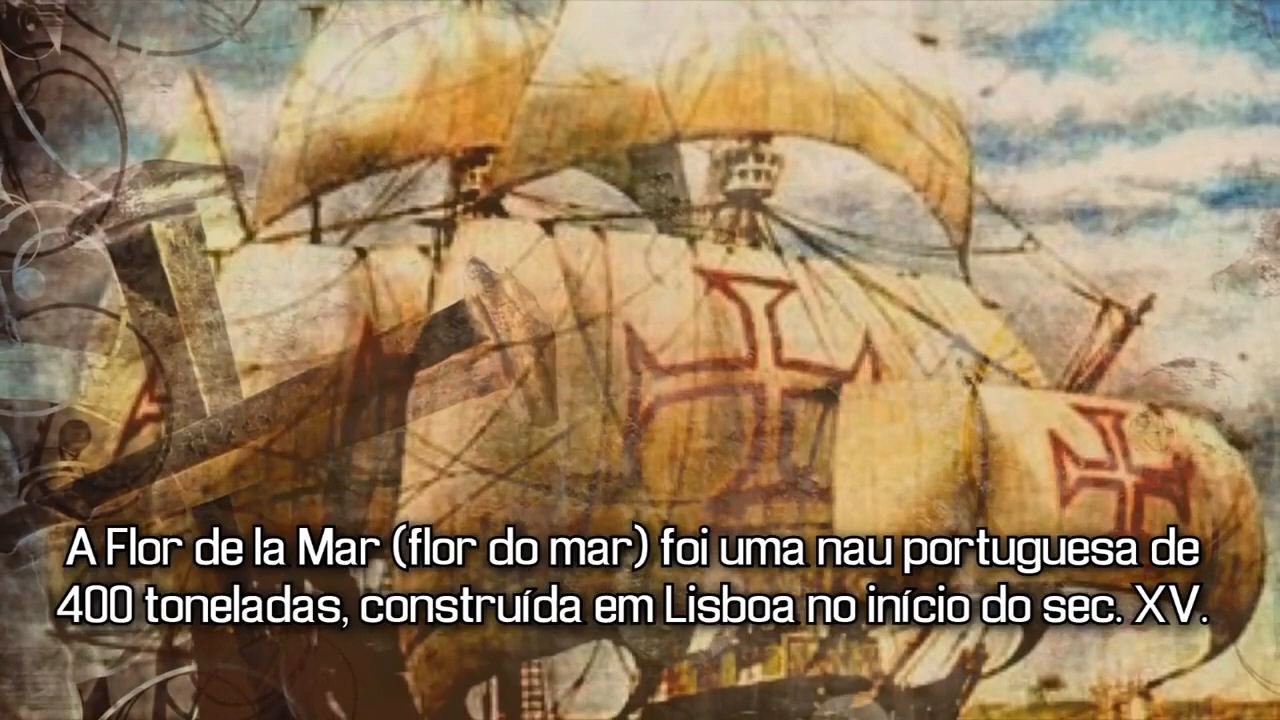 A Flor de la Mar (flor do mar) foi uma nau portuguesa de
400 toneladas, construída em Lisboa no início do sec. XV.